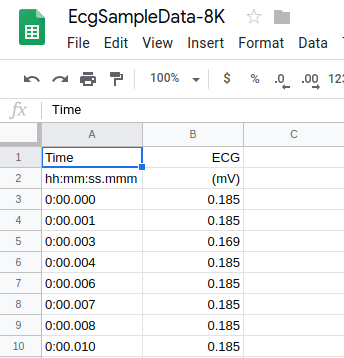 EcgSampleData-8K
File Edit View Insert Format Data
100% $ % .0 .00
fx Time
A B C
1 Time ECG
2 hh:mm:ss.mmm (mV)
3 0:00.000 0.185
4 0:00.001 0.185
5 0:00.003 0.169
6 0:00.004 0.185
7 0:00.006 0.185
8 0:00.007 0.185
9 0:00.008 0.185
10 0:00.010 0.185